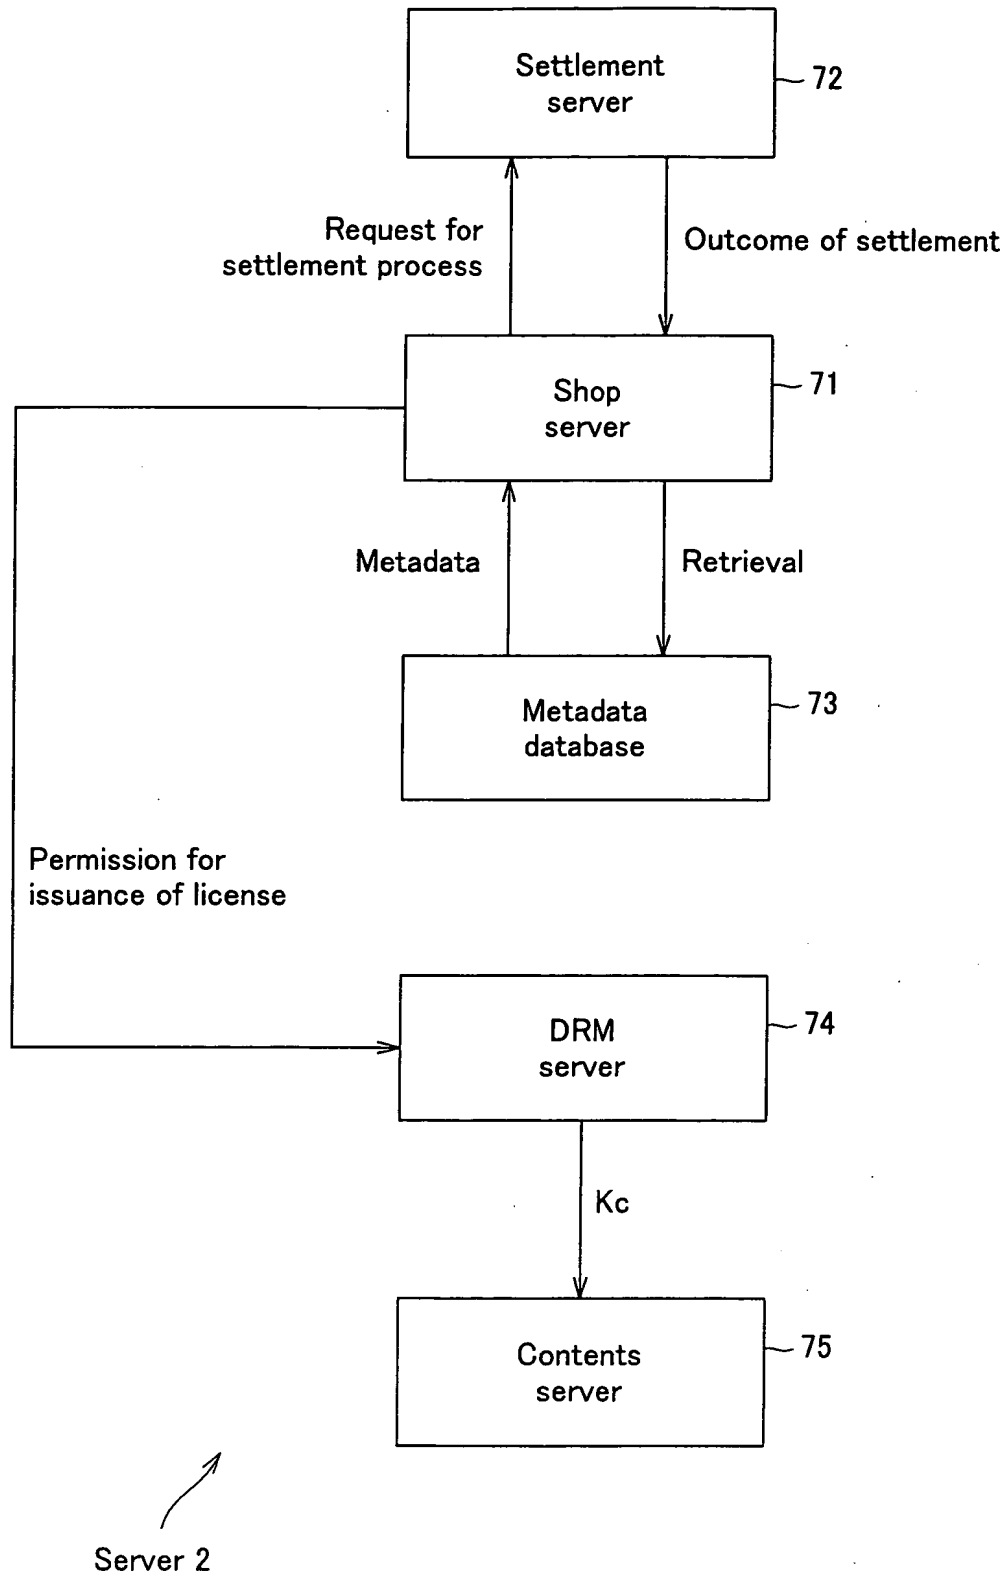 Settlement
server
72
Request for
settlement process
Outcome of settlement
Shop
server
71
Metadata
Retrieval
Metadata
database
73
Permission for
issuance of license
DRM
server
74
Kc
Contents
server
75
Server 2